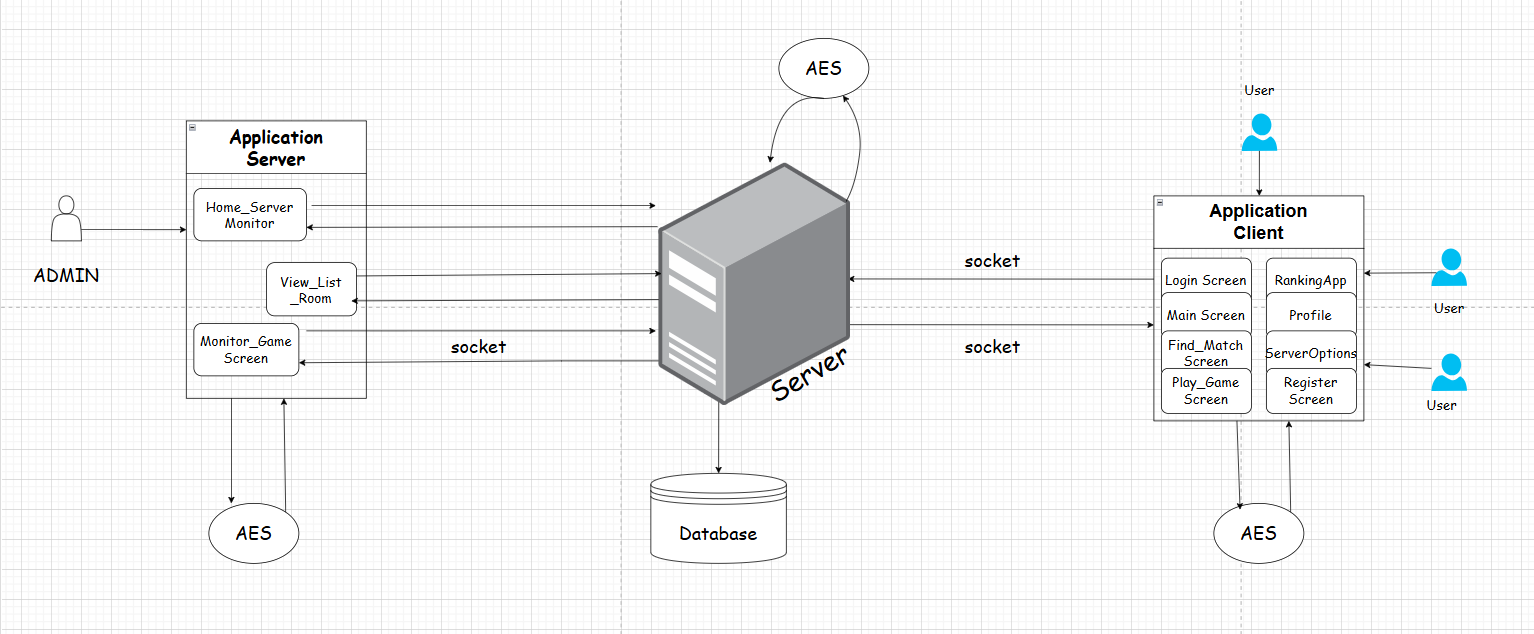 AES
User
Application
Server
Home_Server
Monitor
View_List
_Room
Monitor_Game
Screen
ADMIN
socket
AES
Server
Database
socket
socket
Application
Client
Login Screen
Main Screen
Find_Match
Screen
Play_Game
Screen
RankingApp
Profile
ServerOptions
Register
Screen
User
User
AES